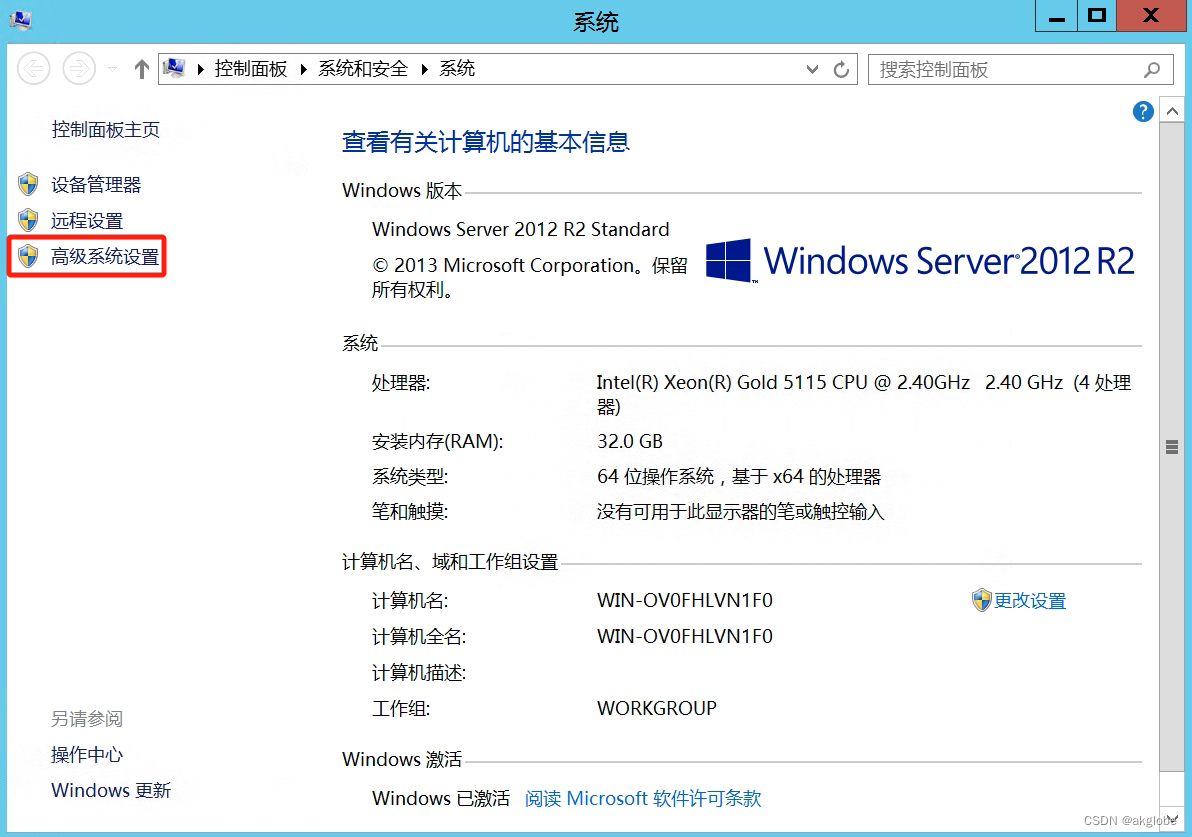 系统
控制面板 系统和安全 系统
搜索控制面板
控制面板主页
设备管理器
远程设置
高级系统设置
查看有关计算机的基本信息
Windows 版本
Windows Server 2012 R2 Standard
© 2013 Microsoft Corporation。保留
所有权利。
Windows Server 2012 R2
系统
处理器: Intel(R) Xeon(R) Gold 5115 CPU @ 2.40GHz 2.40 GHz (4 处理
器)
安装内存(RAM): 32.0 GB
系统类型: 64 位操作系统，基于 x64 的处理器
笔和触摸: 没有可用于此显示器的笔或触控输入
计算机名、域和工作组设置
计算机名: WIN-OV0FHLVN1F0 更改设置
计算机全名: WIN-OV0FHLVN1F0
计算机描述:
工作组: WORKGROUP
Windows 激活
Windows 已激活 阅读 Microsoft 软件许可条款
另请参阅
操作中心
Windows 更新
CSDN @akglobe